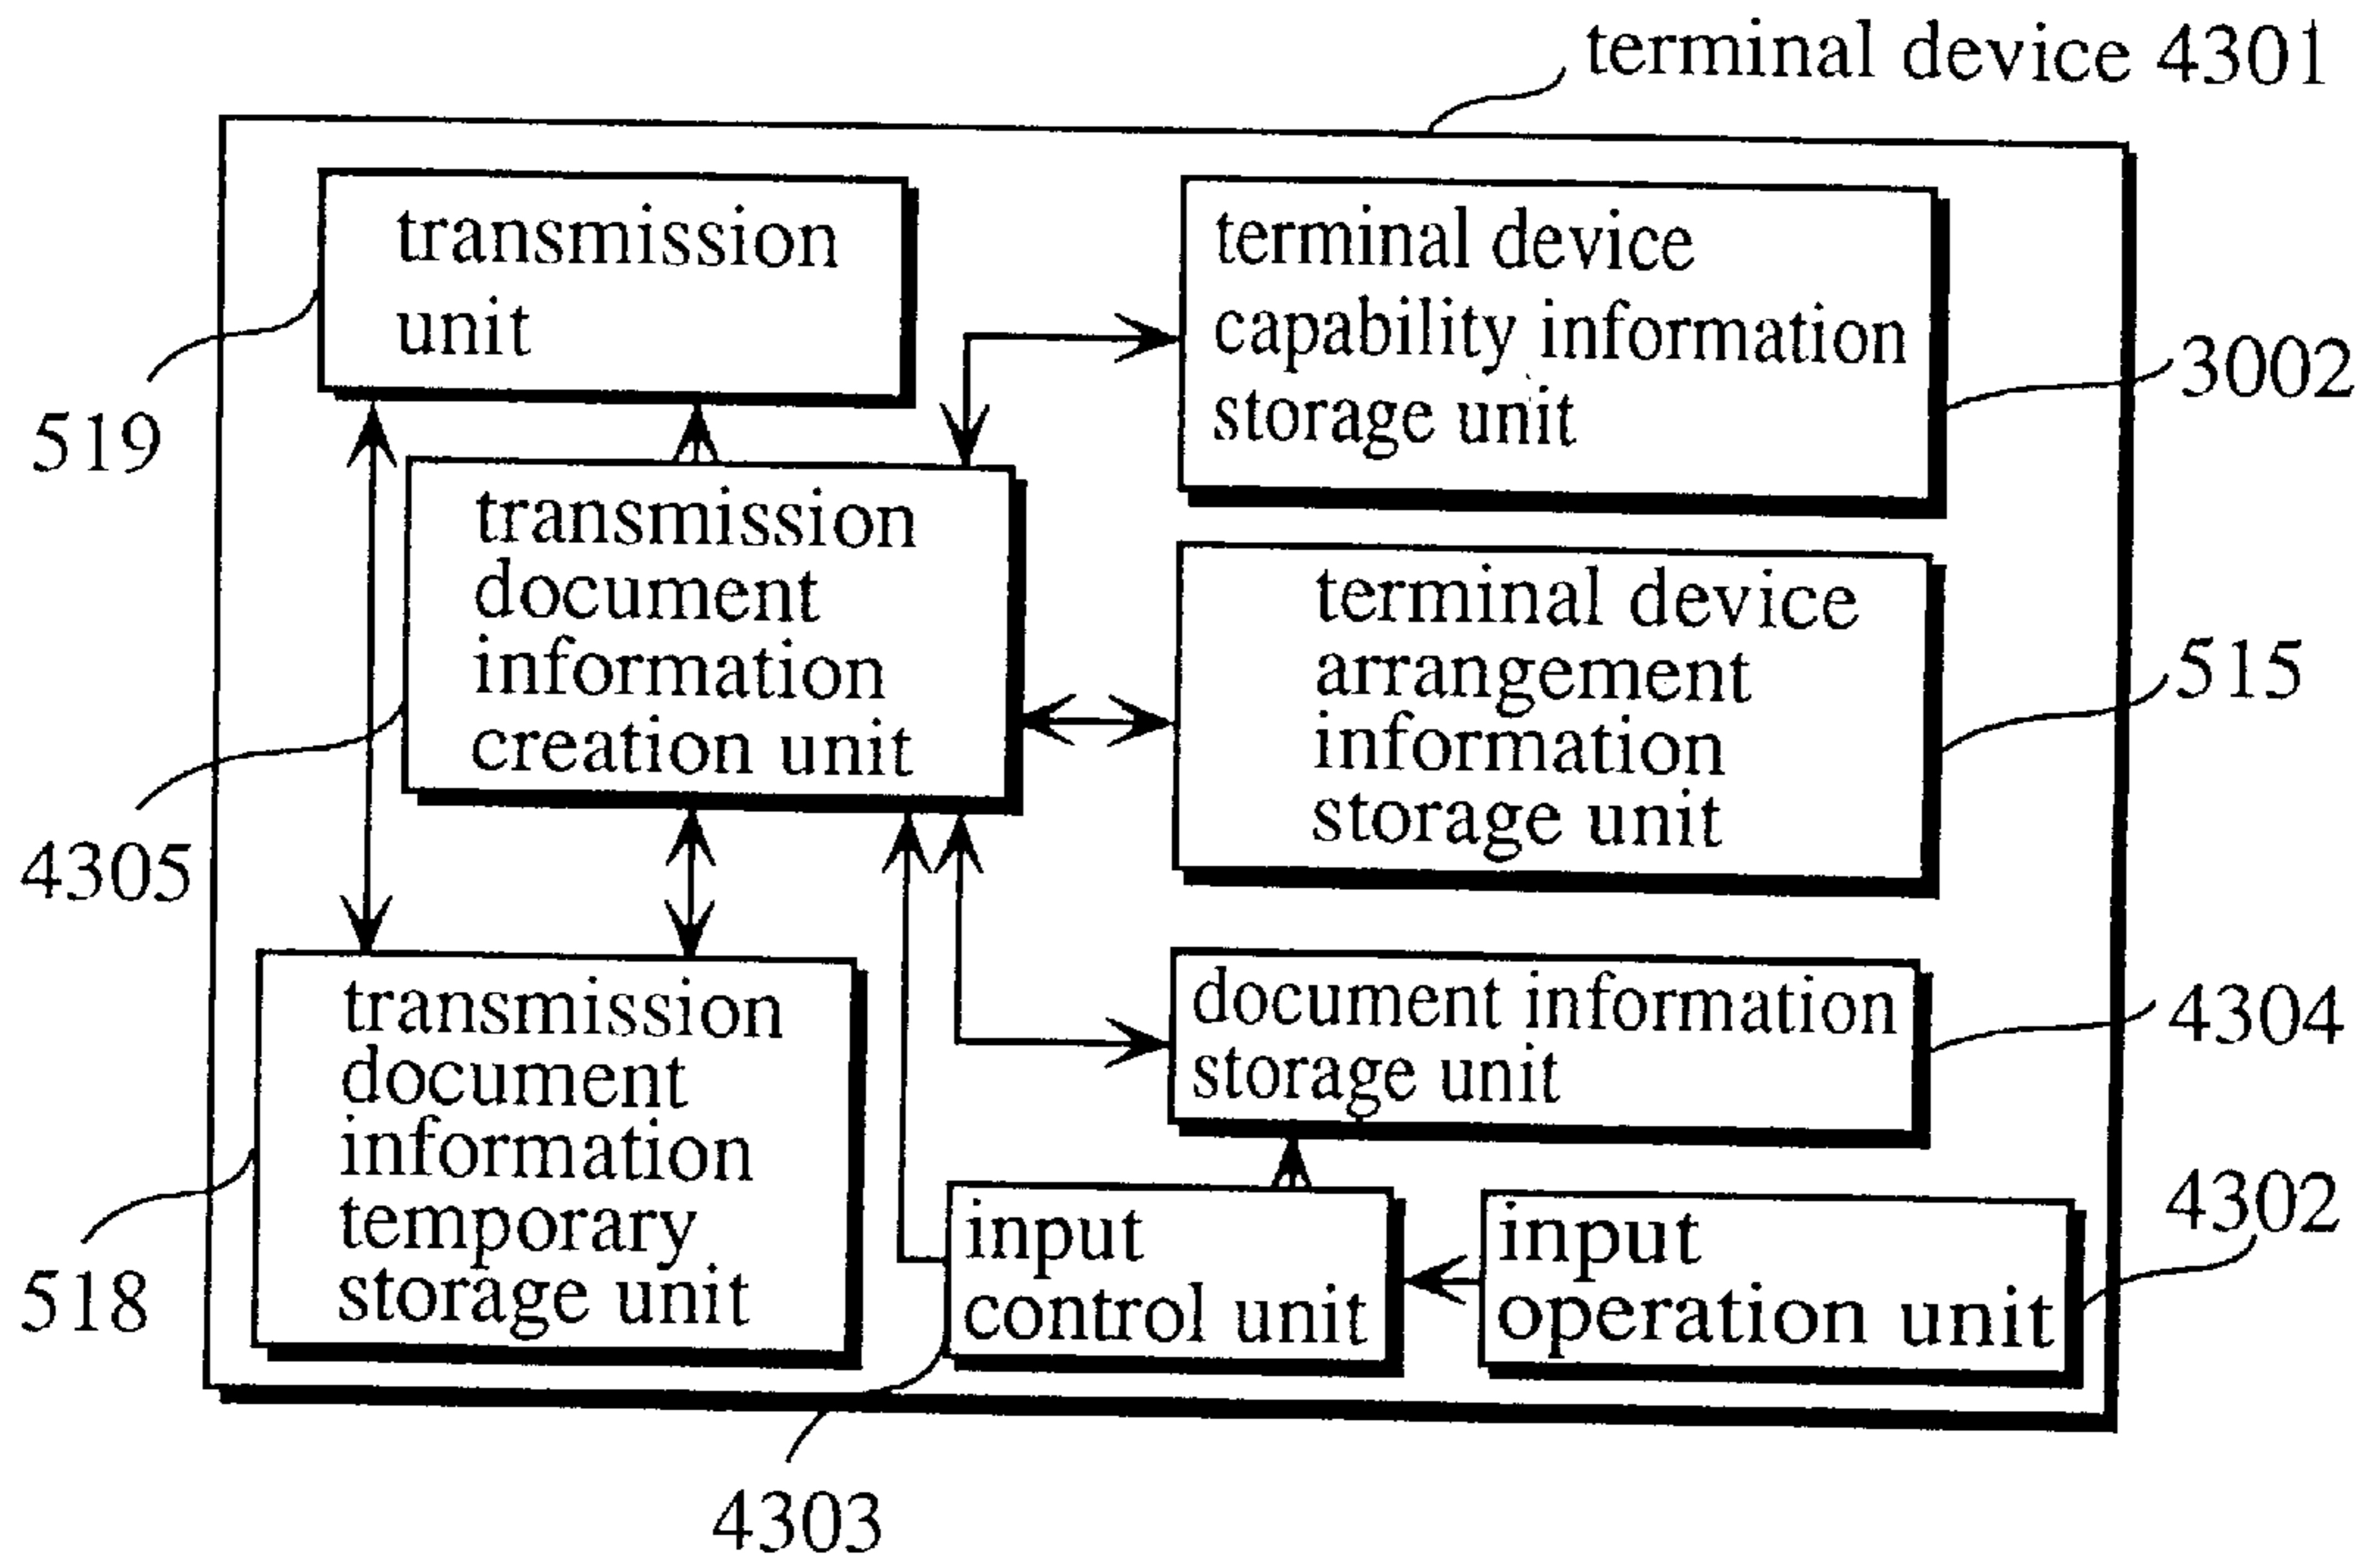 terminal device 4301
transmission
unit
519
terminal device
capability information
storage unit
3002
transmission
document
information
creation unit
4305
terminal device
arrangement
information
storage unit
515
transmission
document
information
temporary
storage unit
518
document information
storage unit
4304
input
control unit
4303
input
operation unit
4302